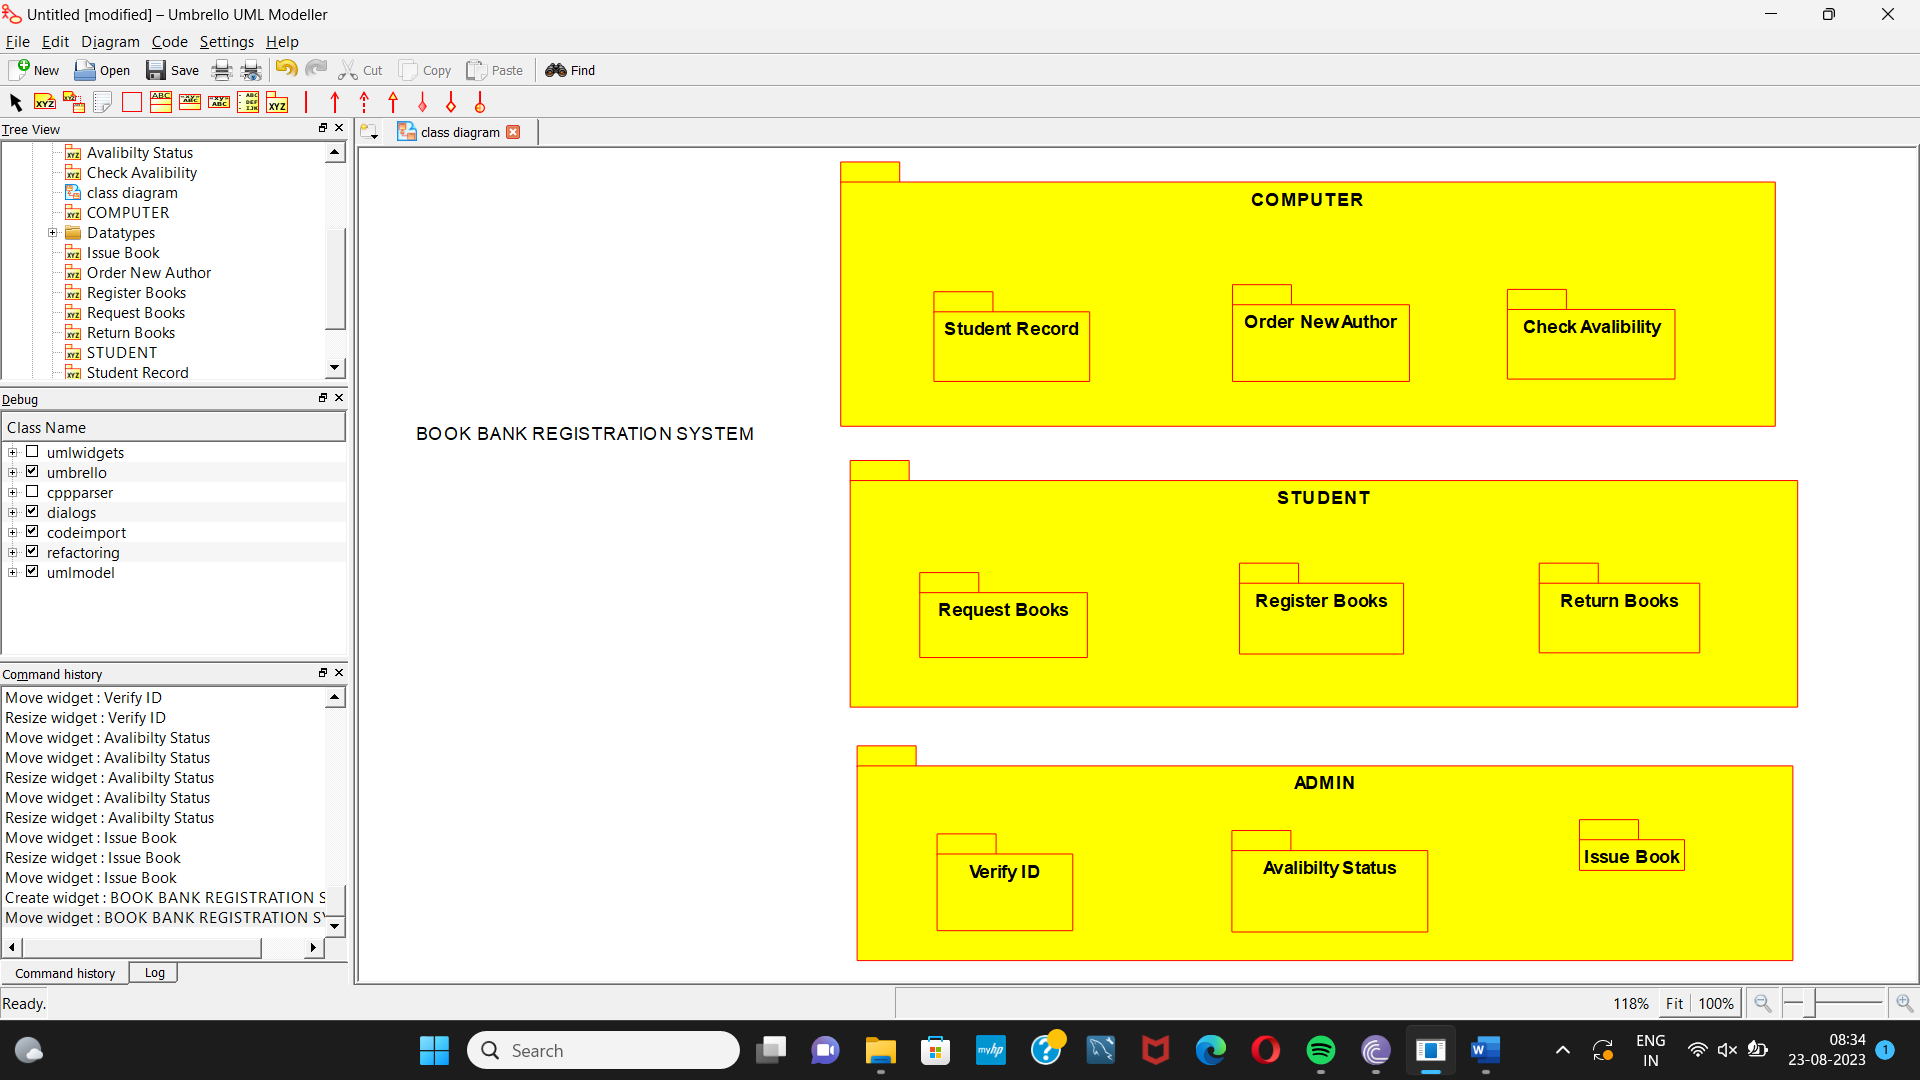 Untitled [modified] – Umbrello UML Modeller
File Edit Diagram Code Settings Help
New Open Save Cut Copy Paste Find
Tree View
class diagram
Avalibilty Status
Check Avalibility
class diagram
COMPUTER
Datatypes
Issue Book
Order New Author
Register Books
Request Books
Return Books
STUDENT
Student Record
Debug
Class Name
umlwidgets
umbrello
cppparser
dialogs
codeimport
refactoring
umlmodel
Command history
Move widget : Verify ID
Resize widget : Verify ID
Move widget : Avalibilty Status
Move widget : Avalibilty Status
Resize widget : Avalibilty Status
Move widget : Avalibilty Status
Resize widget : Avalibilty Status
Move widget : Issue Book
Resize widget : Issue Book
Move widget : Issue Book
Create widget : BOOK BANK REGISTRATION S
Move widget : BOOK BANK REGISTRATION SY
Command history Log
BOOK BANK REGISTRATION SYSTEM
COMPUTER
Student Record
Order New Author
Check Avalibility
STUDENT
Request Books
Register Books
Return Books
ADMIN
Verify ID
Avalibilty Status
Issue Book
Ready.
118% Fit 100%
Search
myhp
ENG
IN
08:34
23-08-2023
1